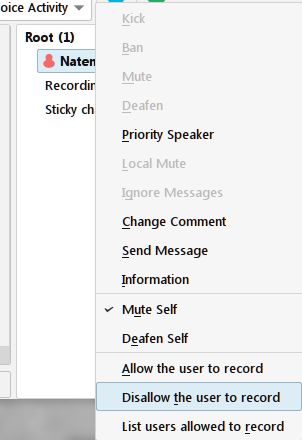 oice Activity
Root (1)
Natem
Recordin
Sticky ch
Kick
Ban
Mute
Deafen
Priority Speaker
Local Mute
Ignore Messages
Change Comment
Send Message
Information
Mute Self
Deafen Self
Allow the user to record
Disallow the user to record
List users allowed to record